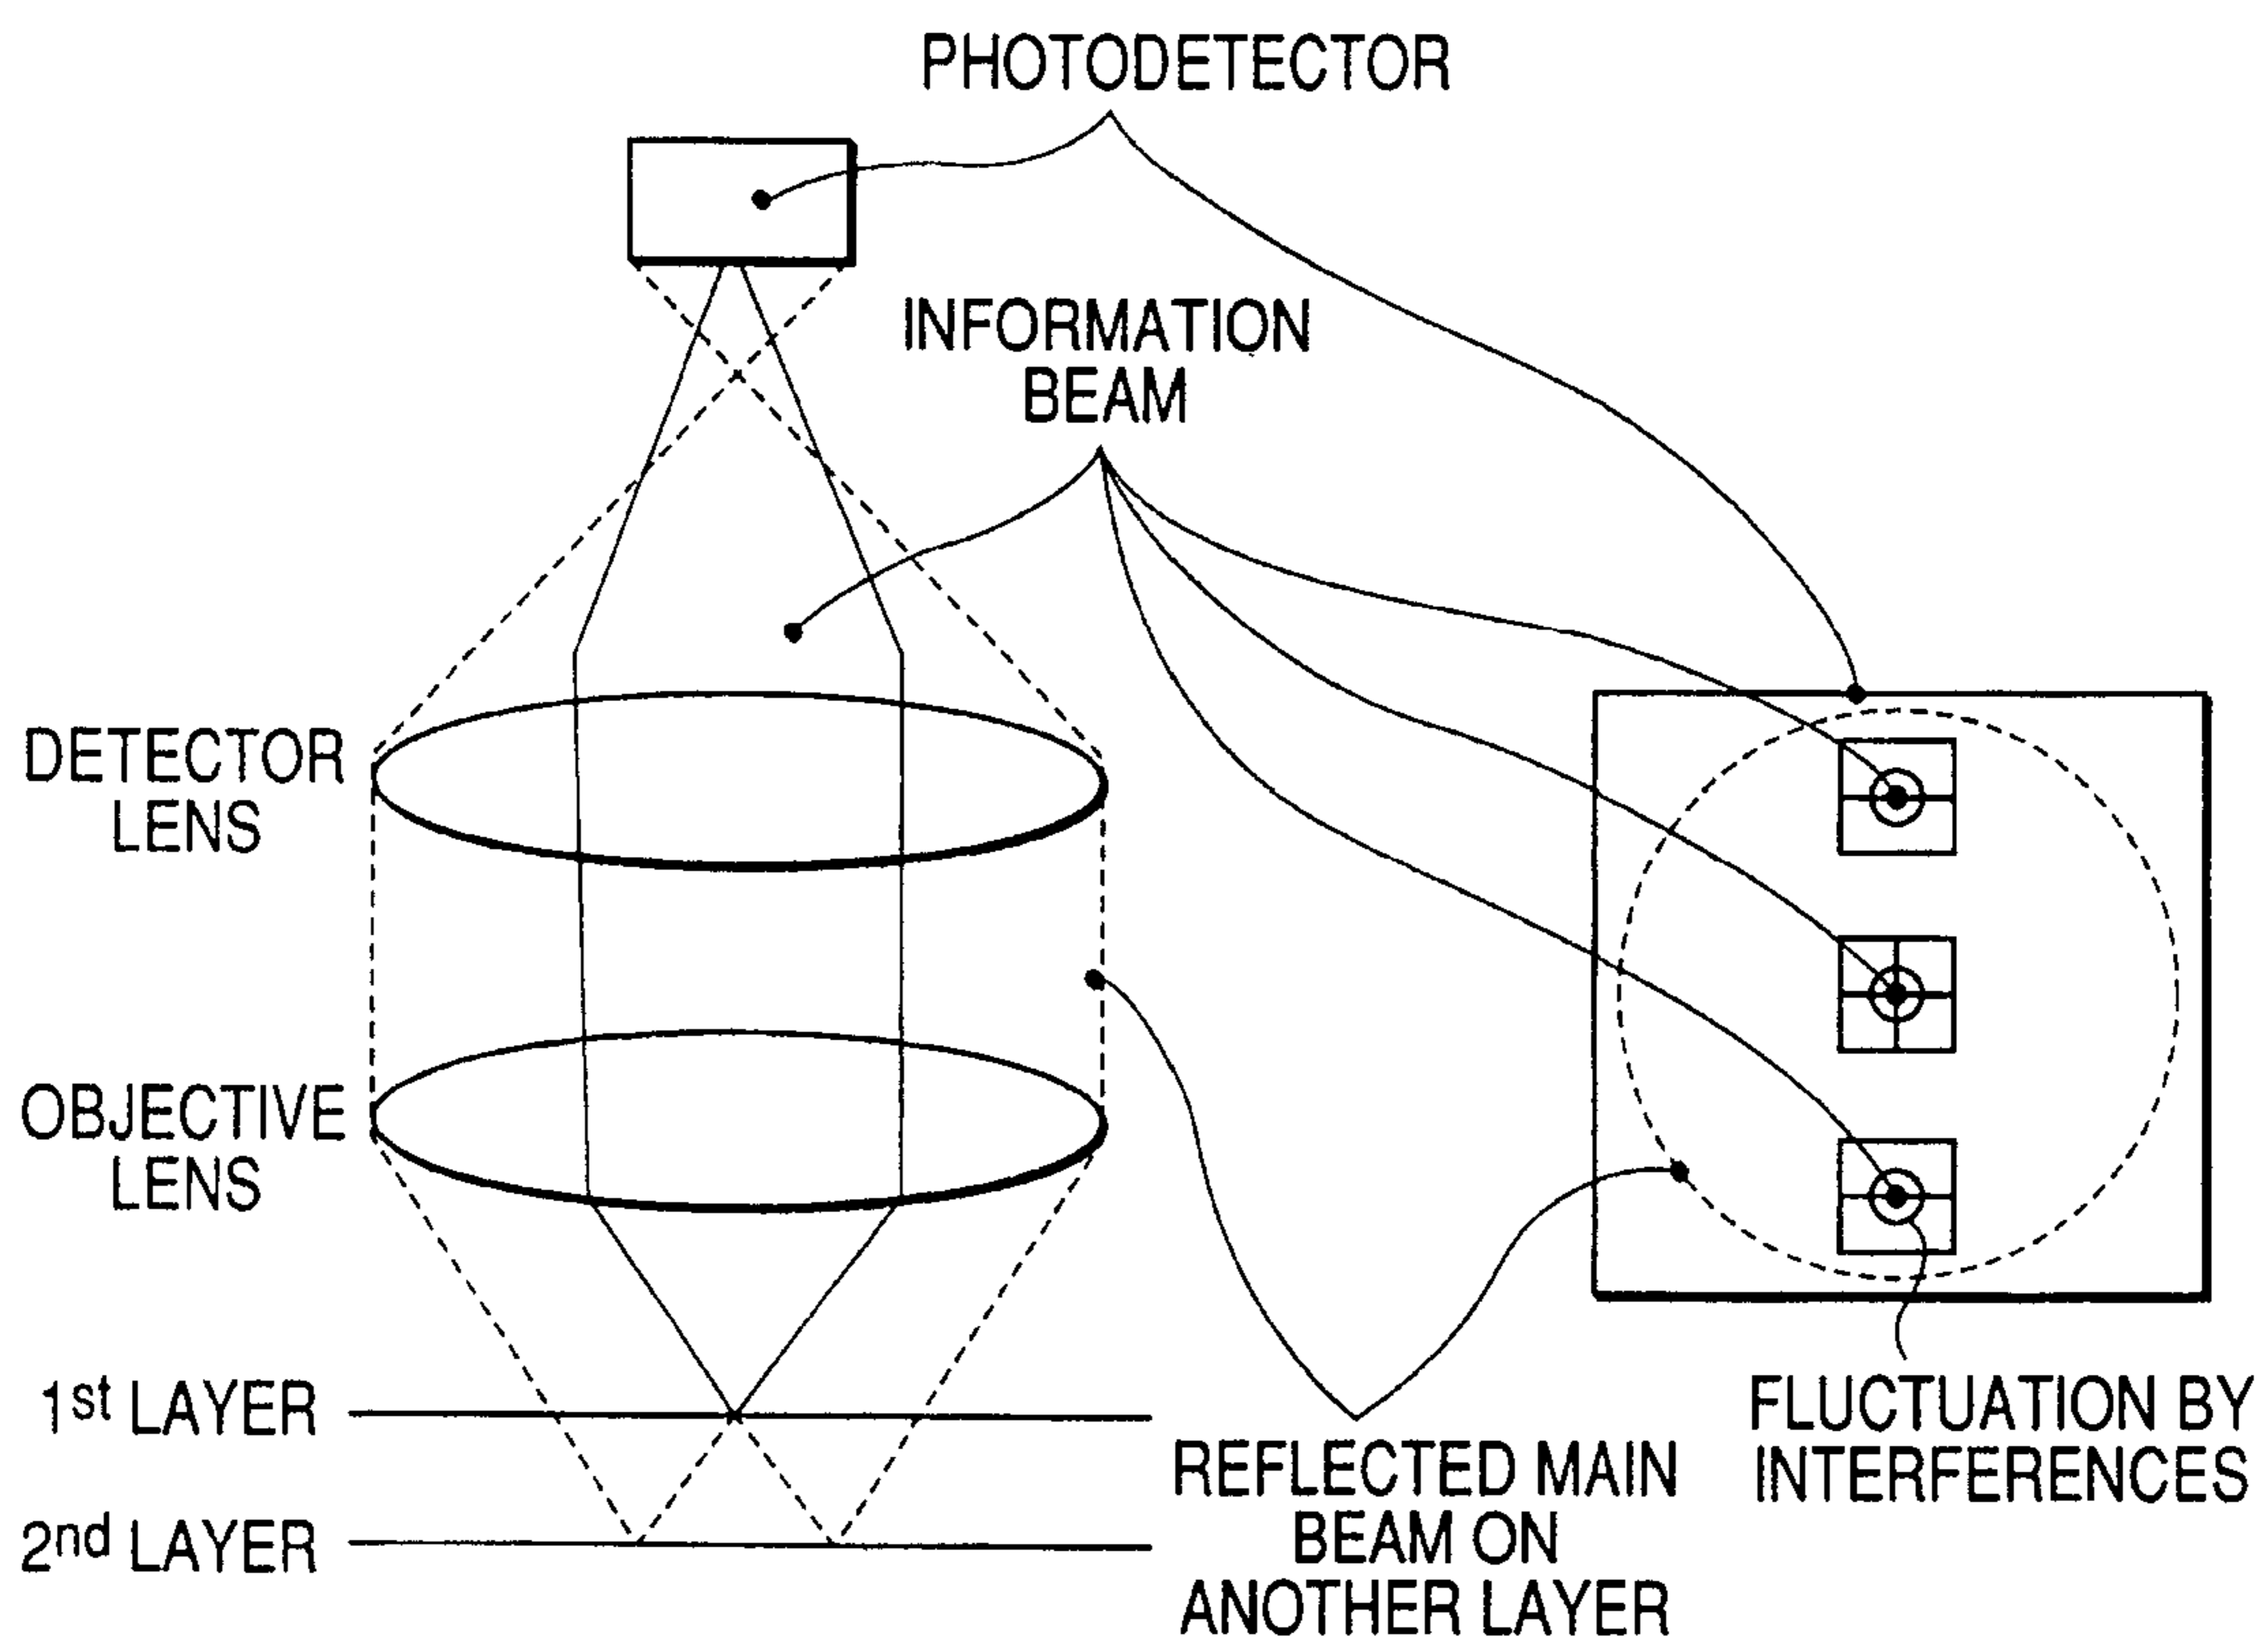 PHOTODETECTOR
INFORMATION
BEAM
DETECTOR
LENS
OBJECTIVE
LENS
1st LAYER
2nd LAYER
REFLECTED MAIN
BEAM ON
ANOTHER LAYER
FLUCTUATION BY
INTERFERENCES